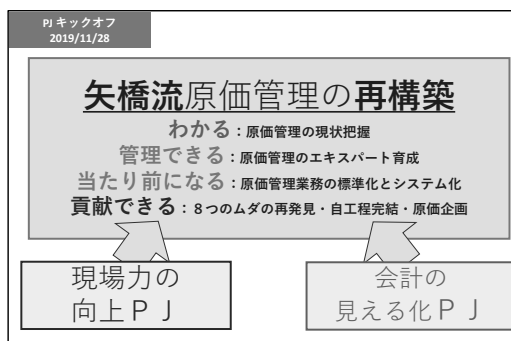 PJ キックオフ
2019/11/28
矢橋流原価管理の再構築
わかる：原価管理の現状把握
管理できる：原価管理のエキスパート育成
当たり前になる：原価管理業務の標準化とシステム化
貢献できる：８つのムダの再発見・自工程完結・原価企画
現場力の
向上ＰＪ
会計の
見える化ＰＪ